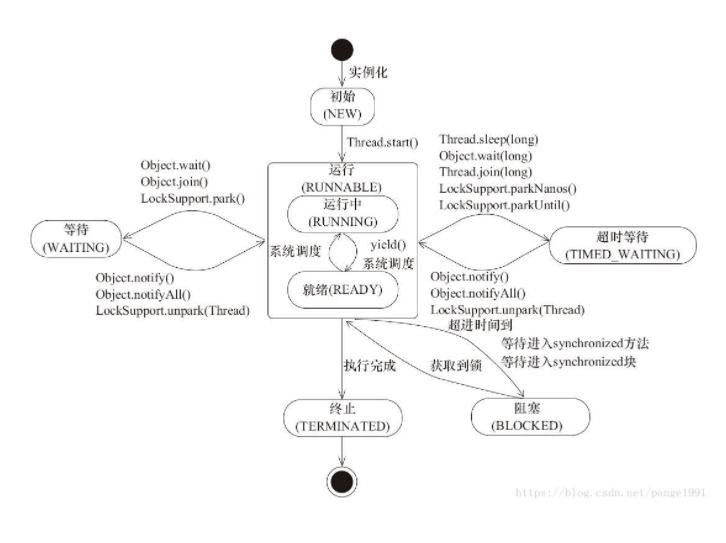 实例化
初始
(NEW)
Thread.start()
Object.wait()
Object.join()
LockSupport.park()
Thread.sleep(long)
Object.wait(long)
Thread.join(long)
LockSupport.parkNanos()
LockSupport.parkUntil()
运行
(RUNNABLE)
运行中
(RUNNING)
系统调度
yield()
系统调度
就绪(READY)
等待
(WAITING)
超时等待
(TIMED_WAITING)
Object.notify()
Object.notifyAll()
LockSupport.unpark(Thread)
Object.notify()
Object.notifyAll()
LockSupport.unpark(Thread)
超进时间到
等待进入synchronized方法
等待进入synchronized块
执行完成
获取到锁
终止
(TERMINATED)
阻塞
(BLOCKED)
https://blog.csdn.net/pange1991